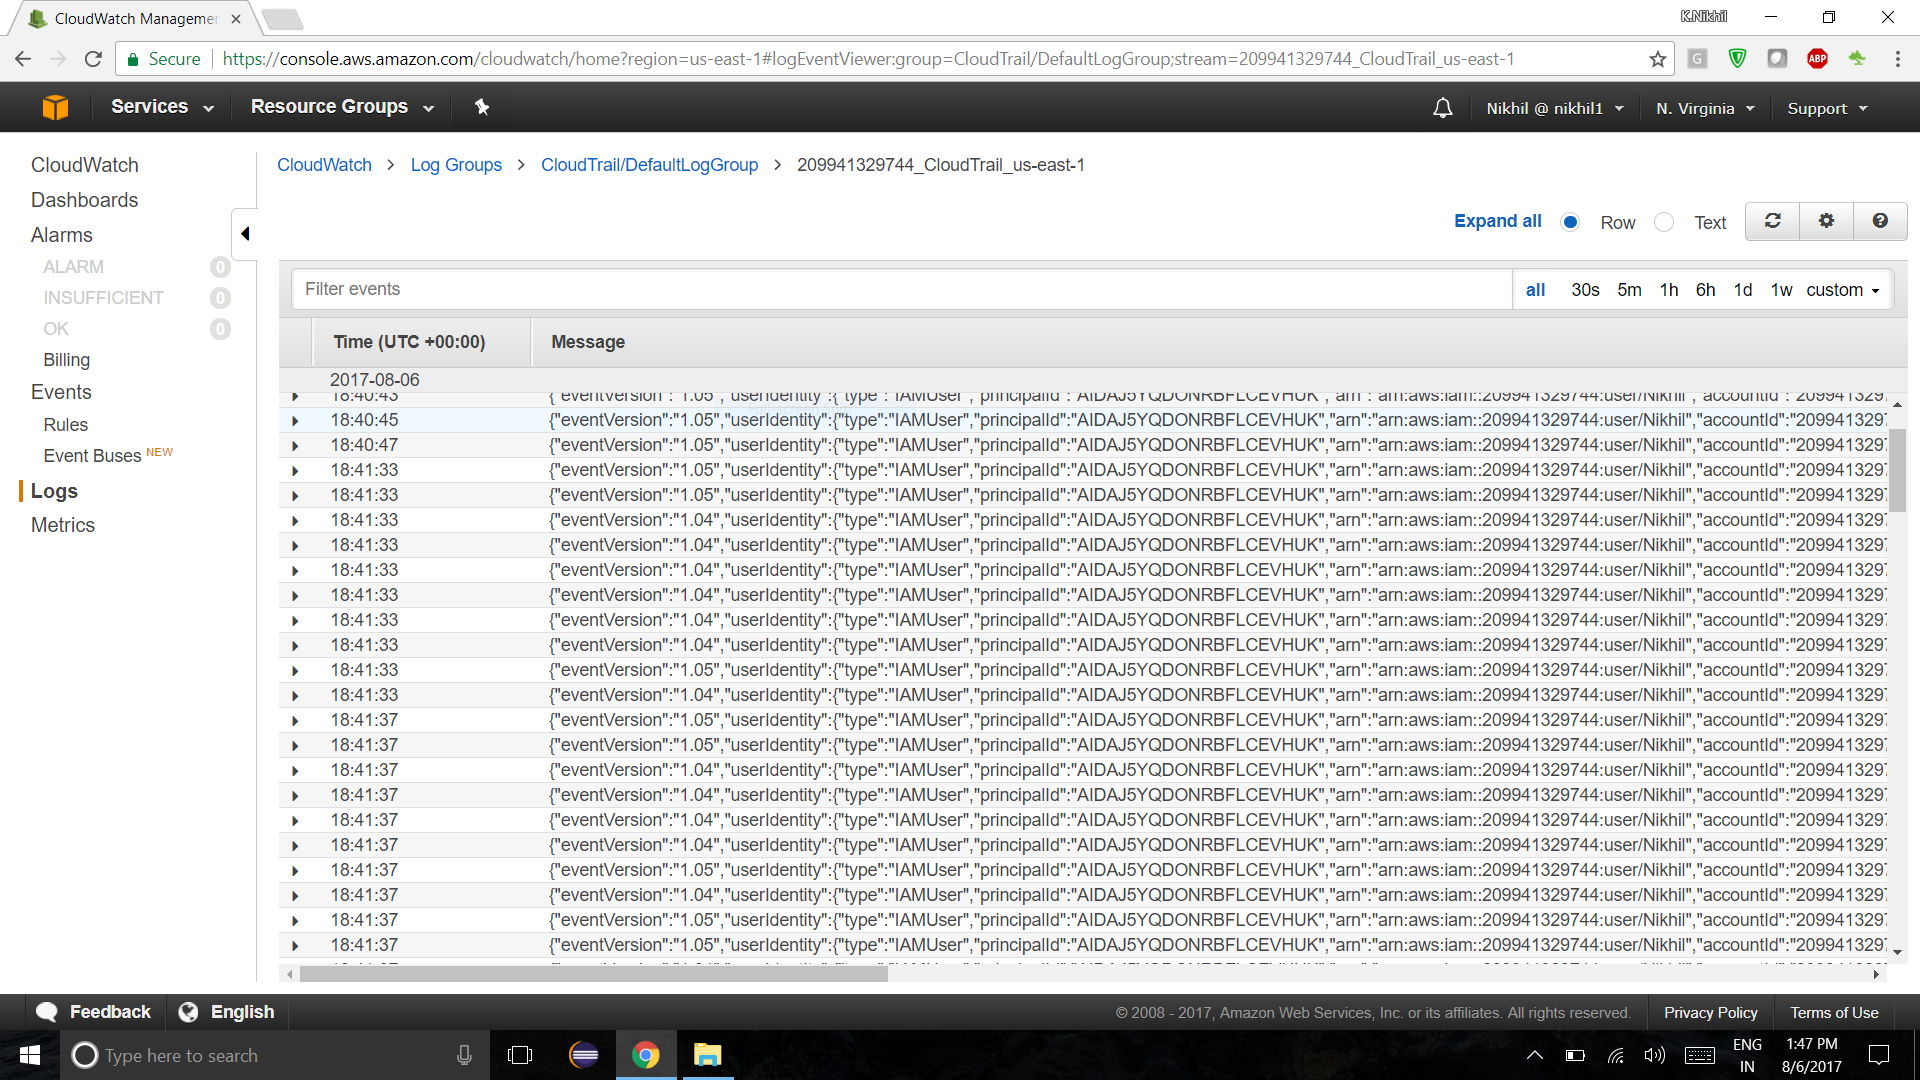 CloudWatch Managemen
K.Nikhil
Secure https://console.aws.amazon.com/cloudwatch/home?region=us-east-1#logEventViewer:group=CloudTrail/DefaultLogGroup;stream=209941329744_CloudTrail_us-east-1
G
ABP
Services Resource Groups Nikhil @ nikhil1 N. Virginia Support
CloudWatch
Dashboards
Alarms
ALARM 0
INSUFFICIENT 0
OK 0
Billing
Events
Rules
Event Buses NEW
Logs
Metrics
CloudWatch > Log Groups > CloudTrail/DefaultLogGroup > 209941329744_CloudTrail_us-east-1
Expand all Row Text
Filter events all 30s 5m 1h 6h 1d 1w custom
Time (UTC +00:00) Message
2017-08-06
18:40:43 {"eventVersion":"1.05","userIdentity":{"type":"IAMUser","principalId":"AIDAJ5YQDONRBFLCEVHUK","arn":"arn:aws:iam::209941329744:user/Nikhil","accountId":"2099413297
18:40:45 {"eventVersion":"1.05","userIdentity":{"type":"IAMUser","principalId":"AIDAJ5YQDONRBFLCEVHUK","arn":"arn:aws:iam::209941329744:user/Nikhil","accountId":"2099413297
18:40:47 {"eventVersion":"1.05","userIdentity":{"type":"IAMUser","principalId":"AIDAJ5YQDONRBFLCEVHUK","arn":"arn:aws:iam::209941329744:user/Nikhil","accountId":"2099413297
18:41:33 {"eventVersion":"1.05","userIdentity":{"type":"IAMUser","principalId":"AIDAJ5YQDONRBFLCEVHUK","arn":"arn:aws:iam::209941329744:user/Nikhil","accountId":"2099413297
18:41:33 {"eventVersion":"1.05","userIdentity":{"type":"IAMUser","principalId":"AIDAJ5YQDONRBFLCEVHUK","arn":"arn:aws:iam::209941329744:user/Nikhil","accountId":"2099413297
18:41:33 {"eventVersion":"1.04","userIdentity":{"type":"IAMUser","principalId":"AIDAJ5YQDONRBFLCEVHUK","arn":"arn:aws:iam::209941329744:user/Nikhil","accountId":"2099413297
18:41:33 {"eventVersion":"1.04","userIdentity":{"type":"IAMUser","principalId":"AIDAJ5YQDONRBFLCEVHUK","arn":"arn:aws:iam::209941329744:user/Nikhil","accountId":"2099413297
18:41:33 {"eventVersion":"1.04","userIdentity":{"type":"IAMUser","principalId":"AIDAJ5YQDONRBFLCEVHUK","arn":"arn:aws:iam::209941329744:user/Nikhil","accountId":"2099413297
18:41:33 {"eventVersion":"1.04","userIdentity":{"type":"IAMUser","principalId":"AIDAJ5YQDONRBFLCEVHUK","arn":"arn:aws:iam::209941329744:user/Nikhil","accountId":"2099413297
18:41:33 {"eventVersion":"1.04","userIdentity":{"type":"IAMUser","principalId":"AIDAJ5YQDONRBFLCEVHUK","arn":"arn:aws:iam::209941329744:user/Nikhil","accountId":"2099413297
18:41:33 {"eventVersion":"1.04","userIdentity":{"type":"IAMUser","principalId":"AIDAJ5YQDONRBFLCEVHUK","arn":"arn:aws:iam::209941329744:user/Nikhil","accountId":"2099413297
18:41:33 {"eventVersion":"1.05","userIdentity":{"type":"IAMUser","principalId":"AIDAJ5YQDONRBFLCEVHUK","arn":"arn:aws:iam::209941329744:user/Nikhil","accountId":"2099413297
18:41:33 {"eventVersion":"1.04","userIdentity":{"type":"IAMUser","principalId":"AIDAJ5YQDONRBFLCEVHUK","arn":"arn:aws:iam::209941329744:user/Nikhil","accountId":"2099413297
18:41:37 {"eventVersion":"1.05","userIdentity":{"type":"IAMUser","principalId":"AIDAJ5YQDONRBFLCEVHUK","arn":"arn:aws:iam::209941329744:user/Nikhil","accountId":"2099413297
18:41:37 {"eventVersion":"1.05","userIdentity":{"type":"IAMUser","principalId":"AIDAJ5YQDONRBFLCEVHUK","arn":"arn:aws:iam::209941329744:user/Nikhil","accountId":"2099413297
18:41:37 {"eventVersion":"1.04","userIdentity":{"type":"IAMUser","principalId":"AIDAJ5YQDONRBFLCEVHUK","arn":"arn:aws:iam::209941329744:user/Nikhil","accountId":"2099413297
18:41:37 {"eventVersion":"1.04","userIdentity":{"type":"IAMUser","principalId":"AIDAJ5YQDONRBFLCEVHUK","arn":"arn:aws:iam::209941329744:user/Nikhil","accountId":"2099413297
18:41:37 {"eventVersion":"1.04","userIdentity":{"type":"IAMUser","principalId":"AIDAJ5YQDONRBFLCEVHUK","arn":"arn:aws:iam::209941329744:user/Nikhil","accountId":"2099413297
18:41:37 {"eventVersion":"1.04","userIdentity":{"type":"IAMUser","principalId":"AIDAJ5YQDONRBFLCEVHUK","arn":"arn:aws:iam::209941329744:user/Nikhil","accountId":"2099413297
18:41:37 {"eventVersion":"1.05","userIdentity":{"type":"IAMUser","principalId":"AIDAJ5YQDONRBFLCEVHUK","arn":"arn:aws:iam::209941329744:user/Nikhil","accountId":"2099413297
18:41:37 {"eventVersion":"1.04","userIdentity":{"type":"IAMUser","principalId":"AIDAJ5YQDONRBFLCEVHUK","arn":"arn:aws:iam::209941329744:user/Nikhil","accountId":"2099413297
18:41:37 {"eventVersion":"1.05","userIdentity":{"type":"IAMUser","principalId":"AIDAJ5YQDONRBFLCEVHUK","arn":"arn:aws:iam::209941329744:user/Nikhil","accountId":"2099413297
18:41:37 {"eventVersion":"1.05","userIdentity":{"type":"IAMUser","principalId":"AIDAJ5YQDONRBFLCEVHUK","arn":"arn:aws:iam::209941329744:user/Nikhil","accountId":"2099413297
Feedback English © 2008 - 2017, Amazon Web Services, Inc. or its affiliates. All rights reserved. Privacy Policy Terms of Use
Type here to search
ENG
IN
1:47 PM
8/6/2017